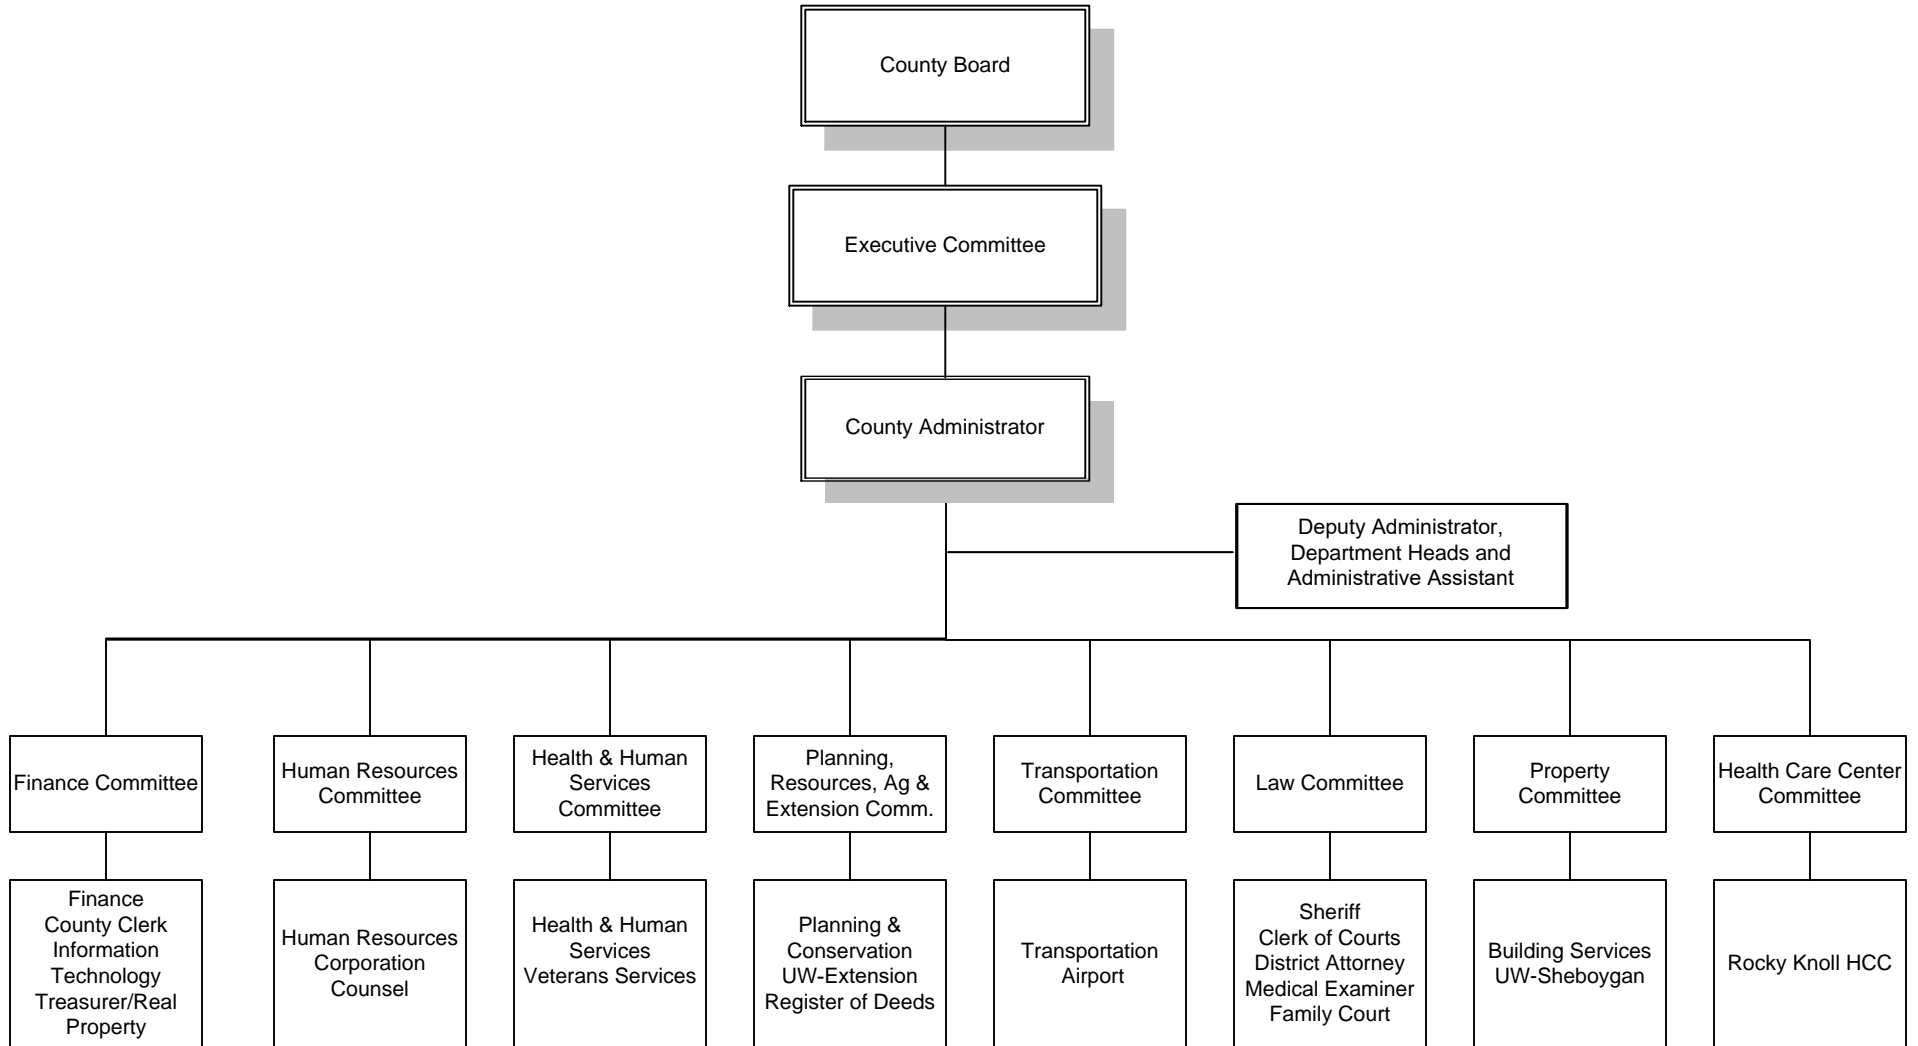 County Board
Executive Committee
County Administrator
Deputy Administrator,
Department Heads and
Administrative Assistant
Finance Committee
Human Resources
Committee
Health & Human
Services
Committee
Planning,
Resources, Ag &
Extension Comm.
Transportation
Committee
Law Committee
Property
Committee
Health Care Center
Committee
Finance
County Clerk
Information
Technology
Treasurer/Real
Property
Human Resources
Corporation
Counsel
Health & Human
Services
Veterans Services
Planning &
Conservation
UW-Extension
Register of Deeds
Transportation
Airport
Sheriff
Clerk of Courts
District Attorney
Medical Examiner
Family Court
Building Services
UW-Sheboygan
Rocky Knoll HCC